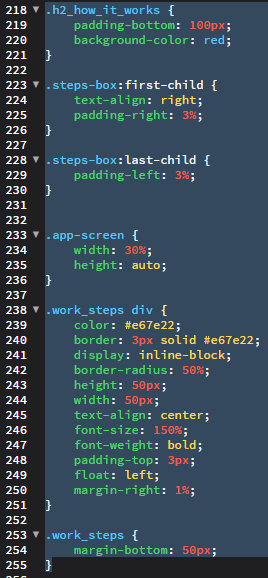 218 ▼ .h2_how_it_works {
219 padding-bottom: 100px;
220 background-color: red;
221 }
222
223 ▼ .steps-box:first-child {
224 text-align: right;
225 padding-right: 3%;
226 }
227
228 ▼ .steps-box:last-child {
229 padding-left: 3%;
230 }
231
232
233 ▼ .app-screen {
234 width: 30%;
235 height: auto;
236 }
237
238 ▼ .work_steps div {
239 color: #e67e22;
240 border: 3px solid #e67e22;
241 display: inline-block;
242 border-radius: 50%;
243 height: 50px;
244 width: 50px;
245 text-align: center;
246 font-size: 150%;
247 font-weight: bold;
248 padding-top: 3px;
249 float: left;
250 margin-right: 1%;
251 }
252
253 ▼ .work_steps {
254 margin-bottom: 50px;
255 }